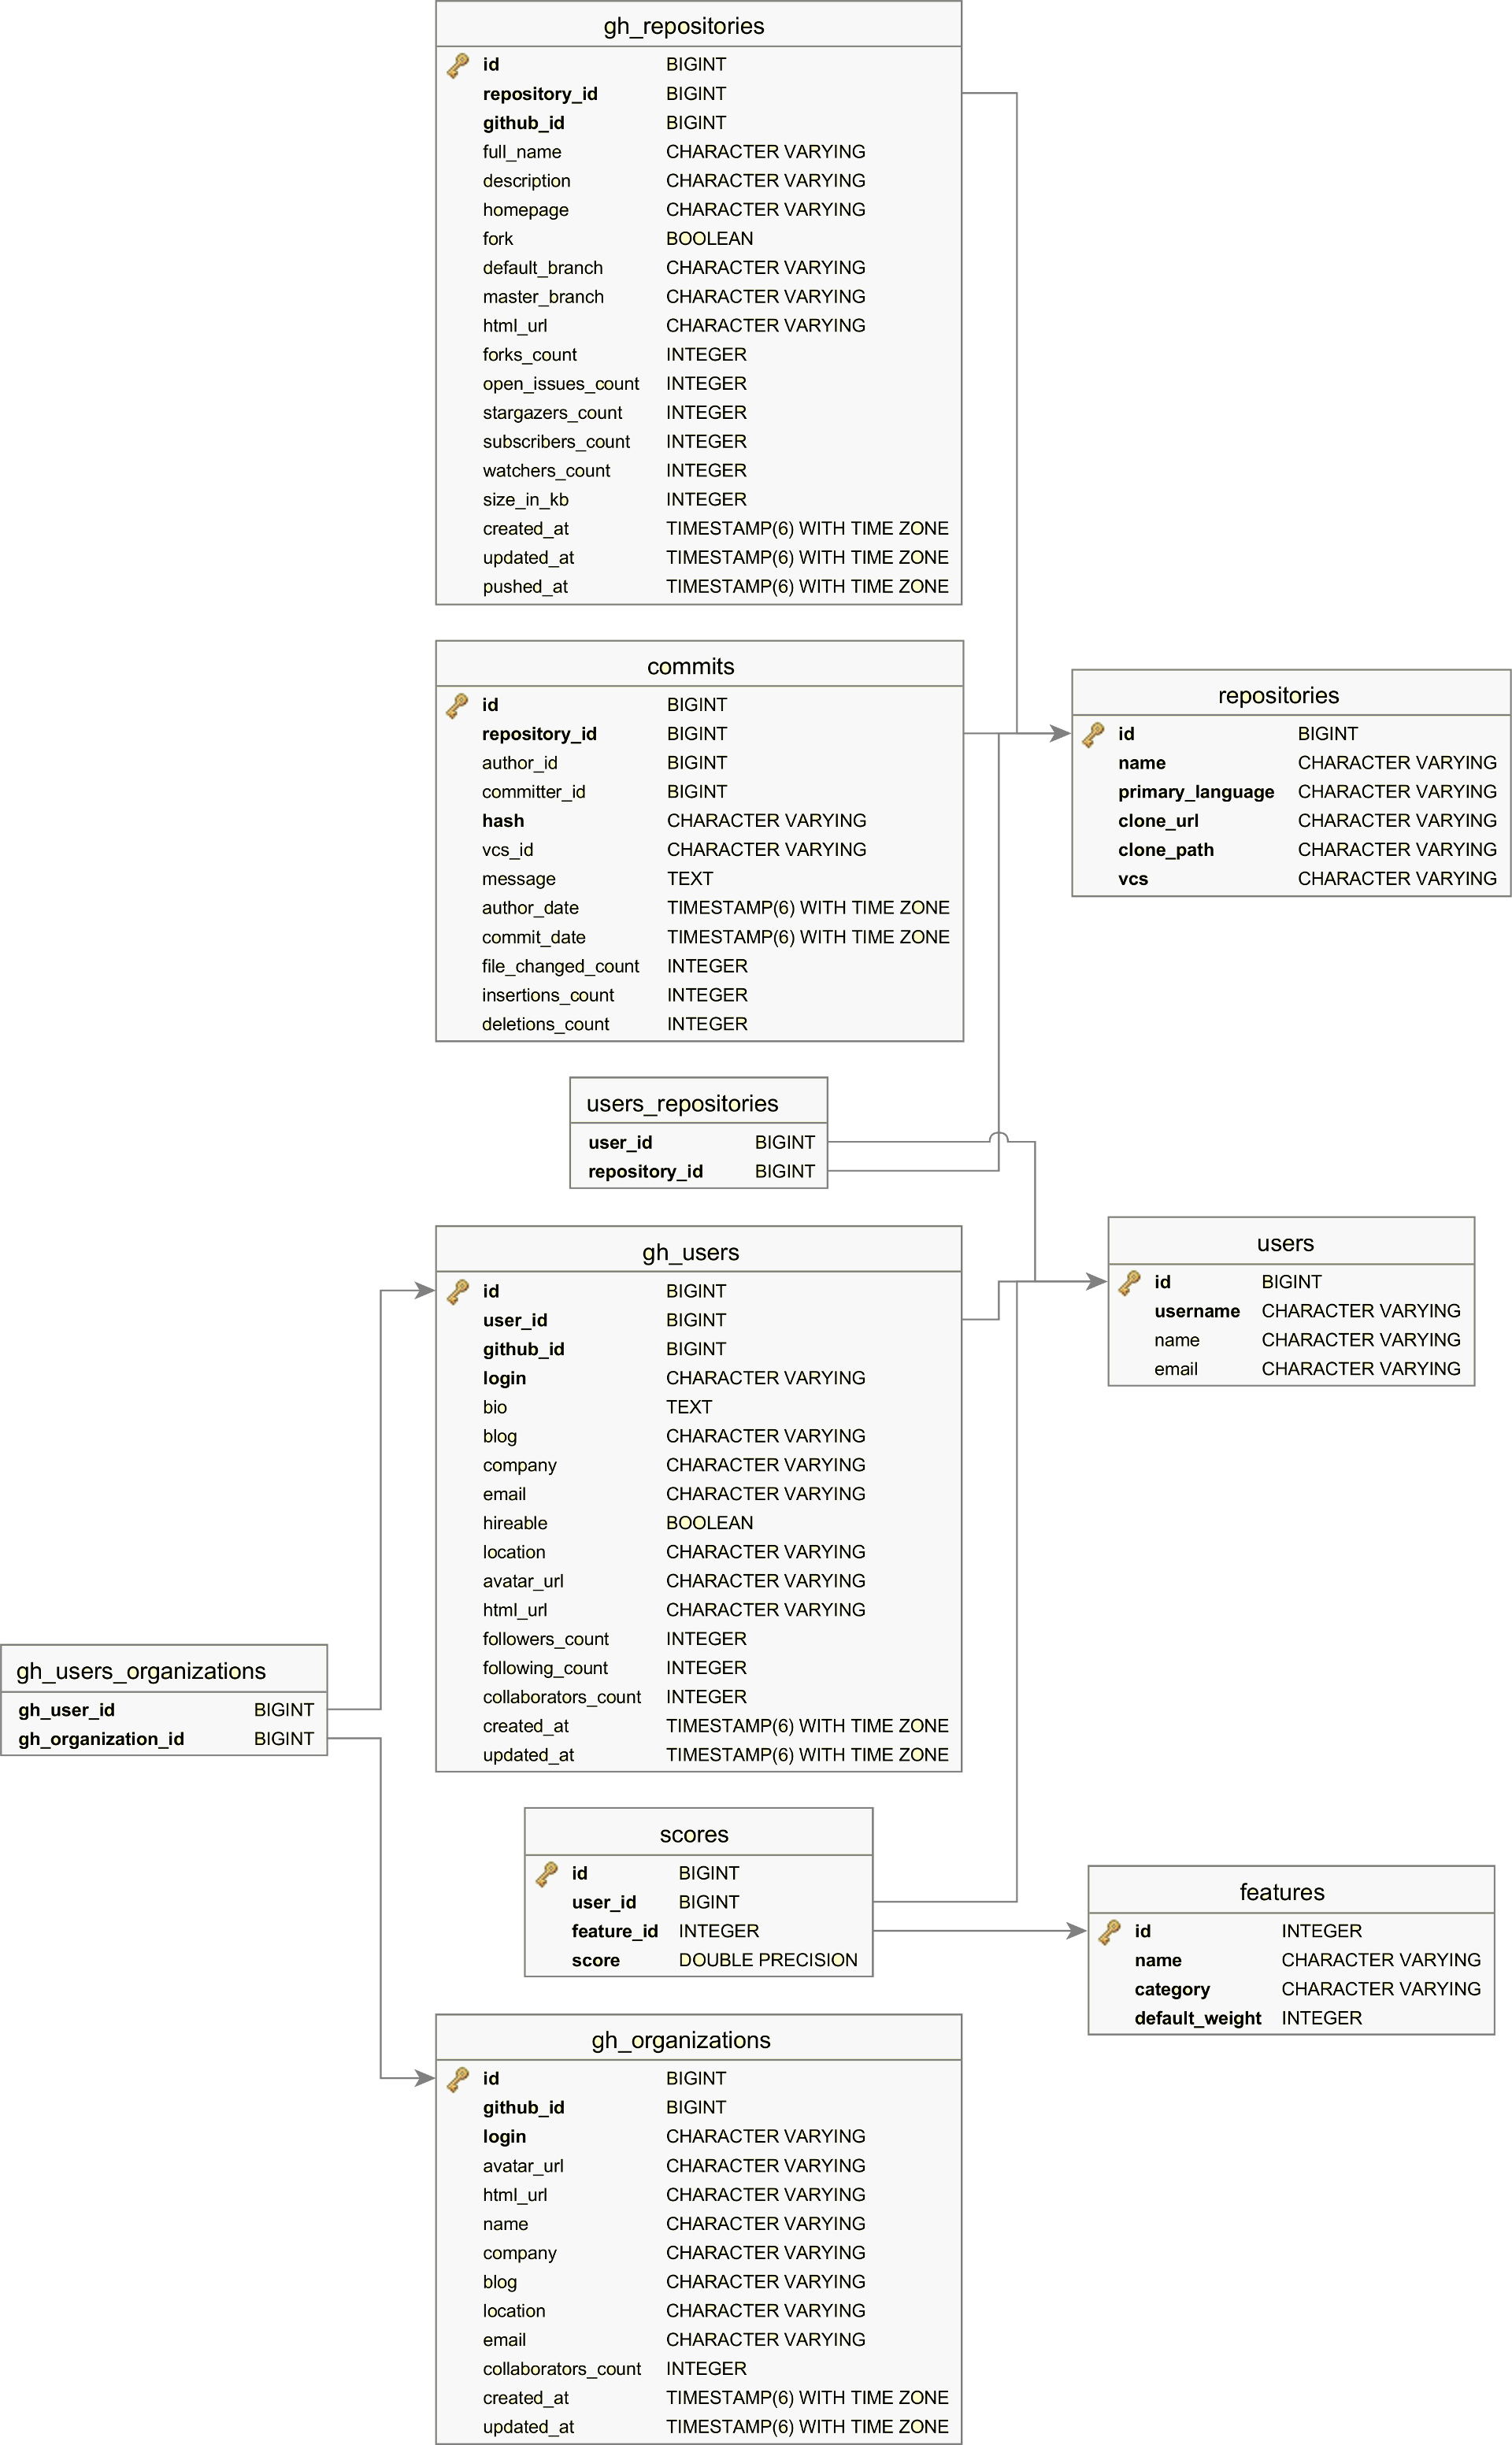 gh_repositories
id BIGINT
repository_id BIGINT
github_id BIGINT
full_name CHARACTER VARYING
description CHARACTER VARYING
homepage CHARACTER VARYING
fork BOOLEAN
default_branch CHARACTER VARYING
master_branch CHARACTER VARYING
html_url CHARACTER VARYING
forks_count INTEGER
open_issues_count INTEGER
stargazers_count INTEGER
subscribers_count INTEGER
watchers_count INTEGER
size_in_kb INTEGER
created_at TIMESTAMP(6) WITH TIME ZONE
updated_at TIMESTAMP(6) WITH TIME ZONE
pushed_at TIMESTAMP(6) WITH TIME ZONE
commits
id BIGINT
repository_id BIGINT
author_id BIGINT
committer_id BIGINT
hash CHARACTER VARYING
vcs_id CHARACTER VARYING
message TEXT
author_date TIMESTAMP(6) WITH TIME ZONE
commit_date TIMESTAMP(6) WITH TIME ZONE
file_changed_count INTEGER
insertions_count INTEGER
deletions_count INTEGER
repositories
id BIGINT
name CHARACTER VARYING
primary_language CHARACTER VARYING
clone_url CHARACTER VARYING
clone_path CHARACTER VARYING
vcs CHARACTER VARYING
users_repositories
user_id BIGINT
repository_id BIGINT
users
id BIGINT
username CHARACTER VARYING
name CHARACTER VARYING
email CHARACTER VARYING
gh_users
id BIGINT
user_id BIGINT
github_id BIGINT
login CHARACTER VARYING
bio TEXT
blog CHARACTER VARYING
company CHARACTER VARYING
email CHARACTER VARYING
hireable BOOLEAN
location CHARACTER VARYING
avatar_url CHARACTER VARYING
html_url CHARACTER VARYING
followers_count INTEGER
following_count INTEGER
collaborators_count INTEGER
created_at TIMESTAMP(6) WITH TIME ZONE
updated_at TIMESTAMP(6) WITH TIME ZONE
gh_users_organizations
gh_user_id BIGINT
gh_organization_id BIGINT
scores
id BIGINT
user_id BIGINT
feature_id INTEGER
score DOUBLE PRECISION
features
id INTEGER
name CHARACTER VARYING
category CHARACTER VARYING
default_weight INTEGER
gh_organizations
id BIGINT
github_id BIGINT
login CHARACTER VARYING
avatar_url CHARACTER VARYING
html_url CHARACTER VARYING
name CHARACTER VARYING
company CHARACTER VARYING
blog CHARACTER VARYING
location CHARACTER VARYING
email CHARACTER VARYING
collaborators_count INTEGER
created_at TIMESTAMP(6) WITH TIME ZONE
updated_at TIMESTAMP(6) WITH TIME ZONE